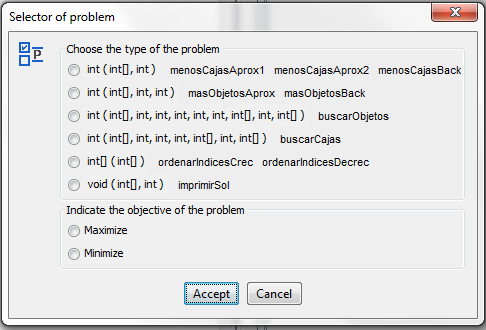 Selector of problem
Choose the type of the problem
int ( int[] , int ) menosCajasAprox1 menosCajasAprox2 menosCajasBack
int ( int[] , int, int ) masObjetosAprox masObjetosBack
int ( int[] , int, int, int, int, int[] , int, int[] ) buscarObjetos
int ( int[] , int, int, int[] , int, int[] ) buscarCajas
int[] ( int[] ) ordenarIndicesCrec ordenarIndicesDecrec
void ( int[] , int ) imprimirSol
Indicate the objective of the problem
Maximize
Minimize
Accept Cancel